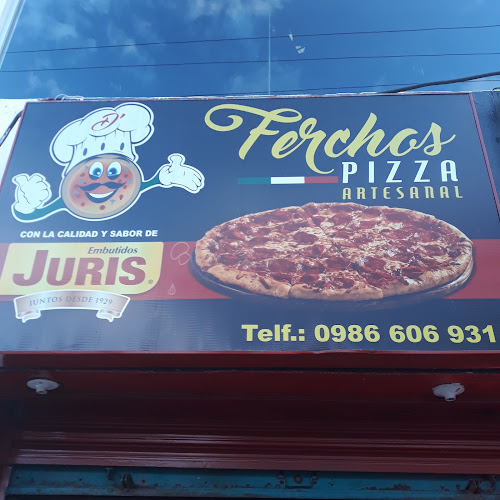 D'
Ferchos
PIZZA
ARTESANAL
CON LA CALIDAD Y SABOR DE
Embutidos
JURIS®
JUNTOS DESDE 1929
Telf.: 0986 606 931